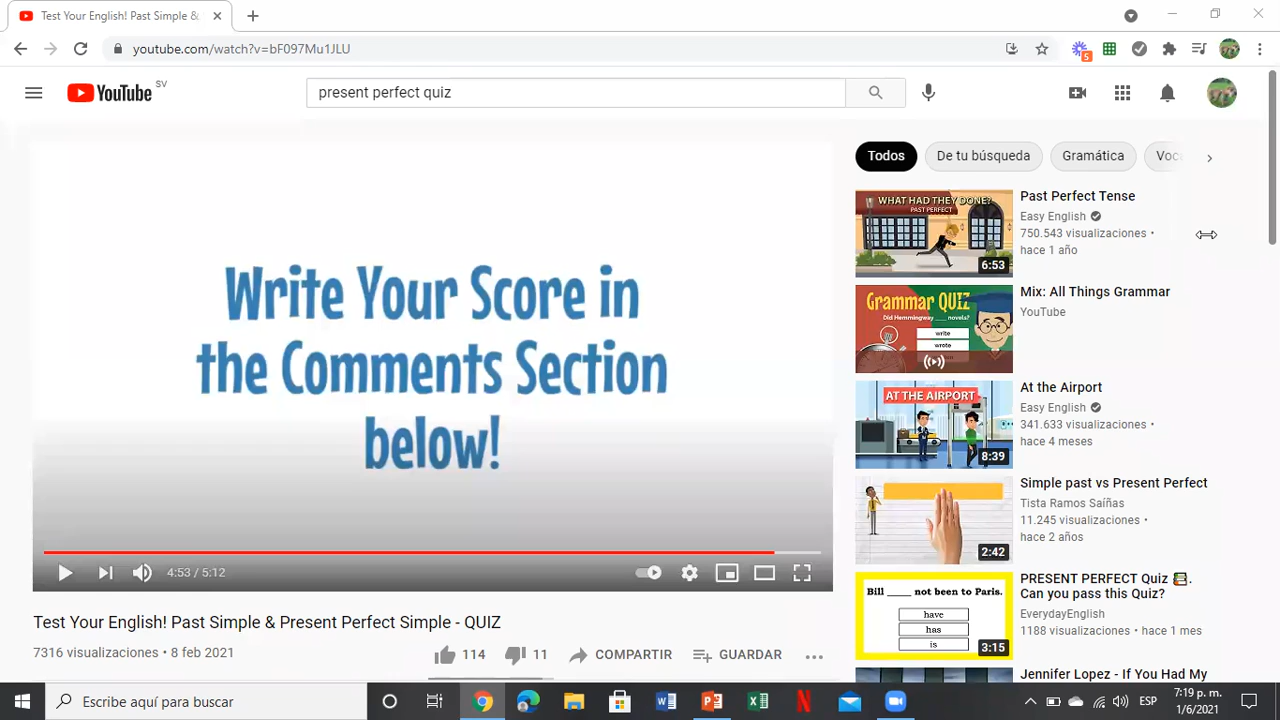 Test Your English! Past Simple &
youtube.com/watch?v=bF097Mu1JLU
5
YouTube SV
present perfect quiz
Write Your Score in
the Comments Section
below!
4:53 / 5:12
Test Your English! Past Simple & Present Perfect Simple - QUIZ
7316 visualizaciones • 8 feb 2021
114
11
COMPARTIR
GUARDAR
Todos
De tu búsqueda
Gramática
WHAT HAD THEY DONE?
PAST PERFECT
6:53
Past Perfect Tense
Easy English
750.543 visualizaciones •
hace 1 año
Grammar QUIZ
Did Hemmingway ___ novels?
write
wrote
Mix: All Things Grammar
YouTube
AT THE AIRPORT
8:39
At the Airport
Easy English
341.633 visualizaciones •
hace 4 meses
2:42
Simple past vs Present Perfect
Tista Ramos Saíñas
11.245 visualizaciones •
hace 2 años
Bill ____ not been to Paris.
have
has
is
3:15
PRESENT PERFECT Quiz 📚.
Can you pass this Quiz?
EverydayEnglish
1188 visualizaciones • hace 1 mes
Jennifer Lopez - If You Had My
Escribe aquí para buscar
ESP
7:19 p. m.
1/6/2021